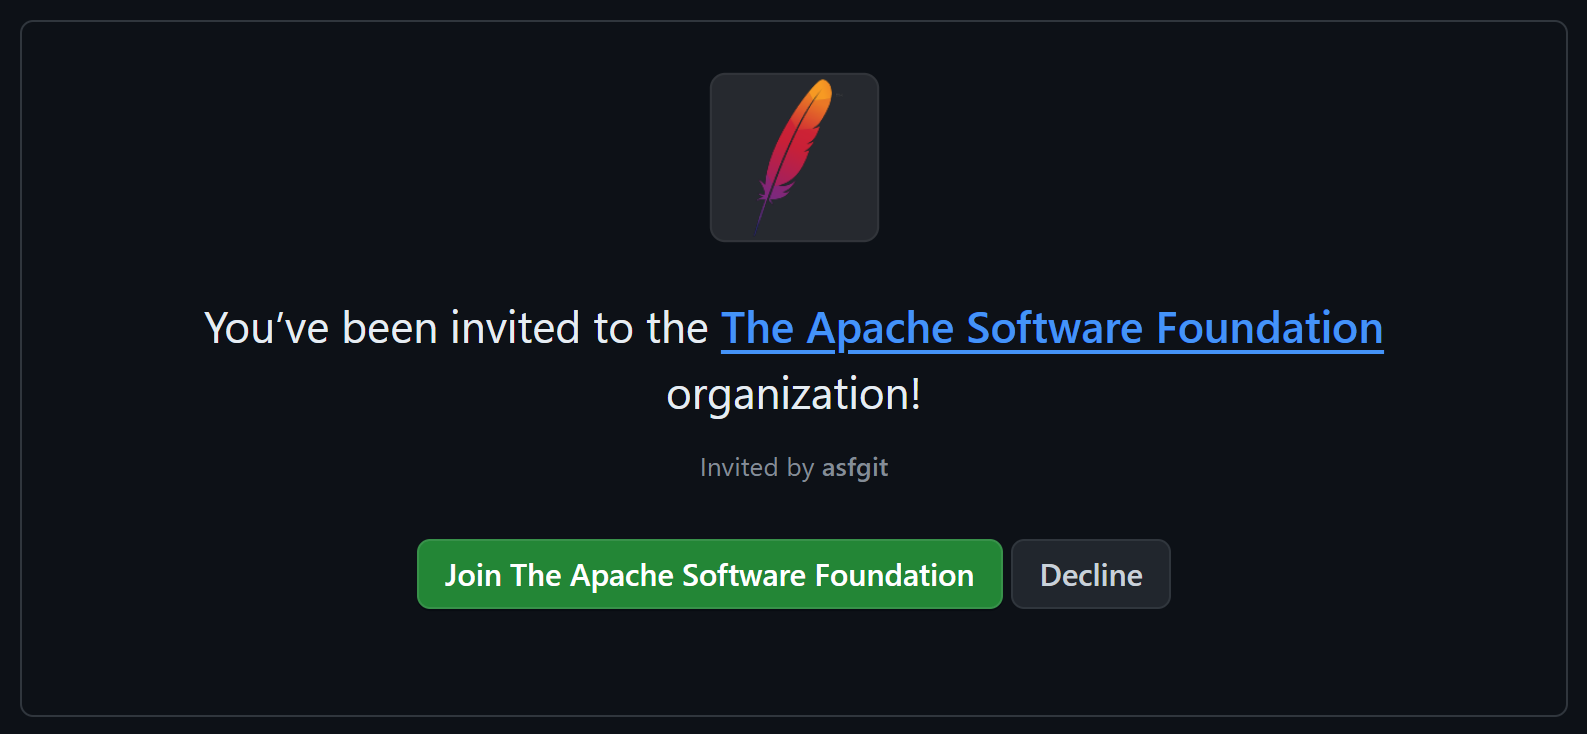 You’ve been invited to the The Apache Software Foundation
organization!
Invited by asfgit
Join The Apache Software Foundation Decline